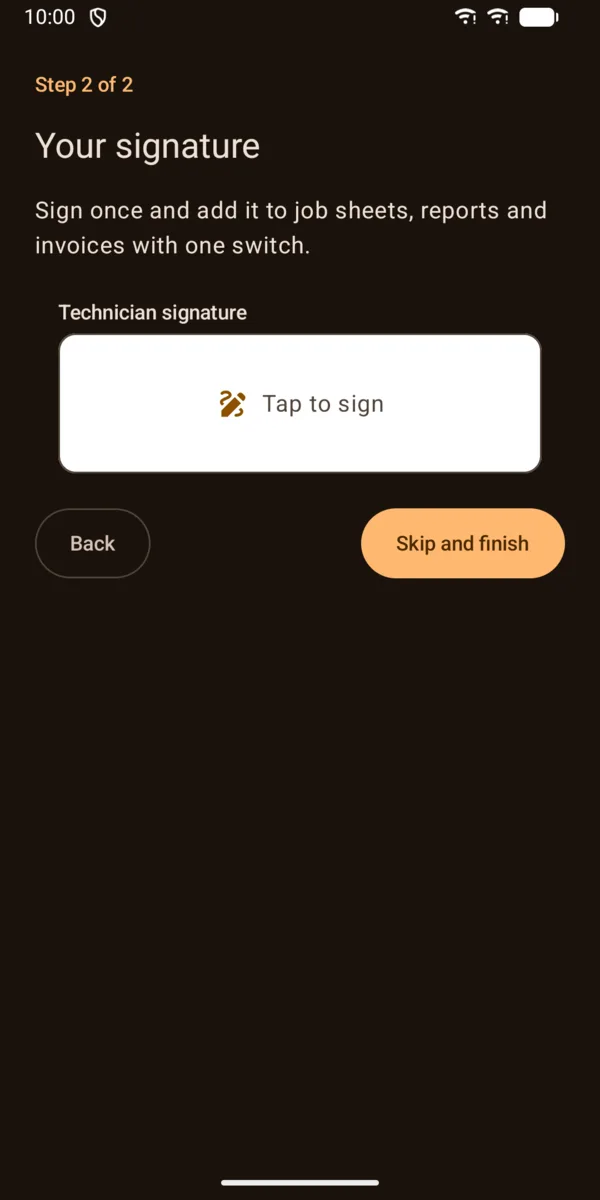 10:00
Step 2 of 2
Your signature
Sign once and add it to job sheets, reports and
invoices with one switch.
Technician signature
Tap to sign
Back
Skip and finish